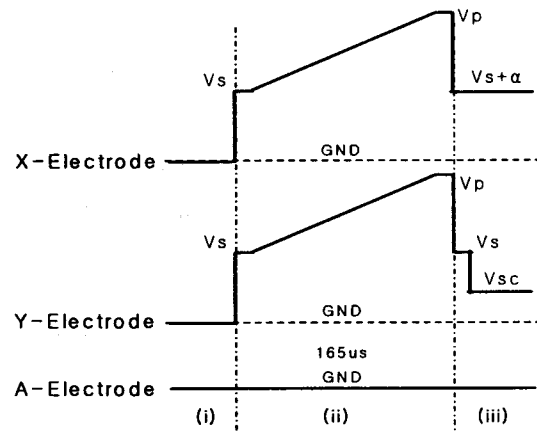 Vp
Vs
Vs+α
GND
X-Electrode
Vp
Vs
Vs
Vsc
GND
Y-Electrode
165us
GND
A-Electrode
(i)
(ii)
(iii)